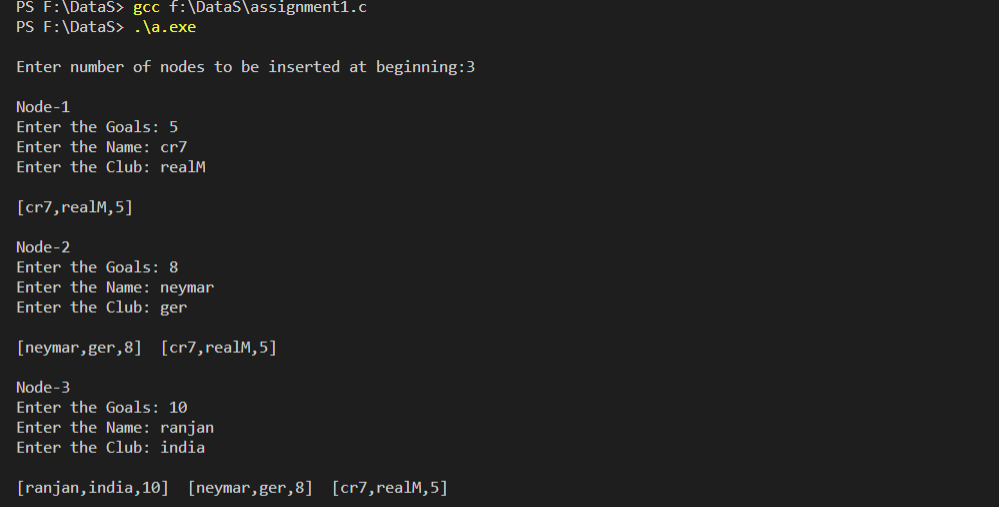 PS F:\DataS> gcc f:\DataS\assignment1.c
PS F:\DataS> .\a.exe
Enter number of nodes to be inserted at beginning:3
Node-1
Enter the Goals: 5
Enter the Name: cr7
Enter the Club: realM
[cr7,realM,5]
Node-2
Enter the Goals: 8
Enter the Name: neymar
Enter the Club: ger
[neymar,ger,8]  [cr7,realM,5]
Node-3
Enter the Goals: 10
Enter the Name: ranjan
Enter the Club: india
[ranjan,india,10]  [neymar,ger,8]  [cr7,realM,5]